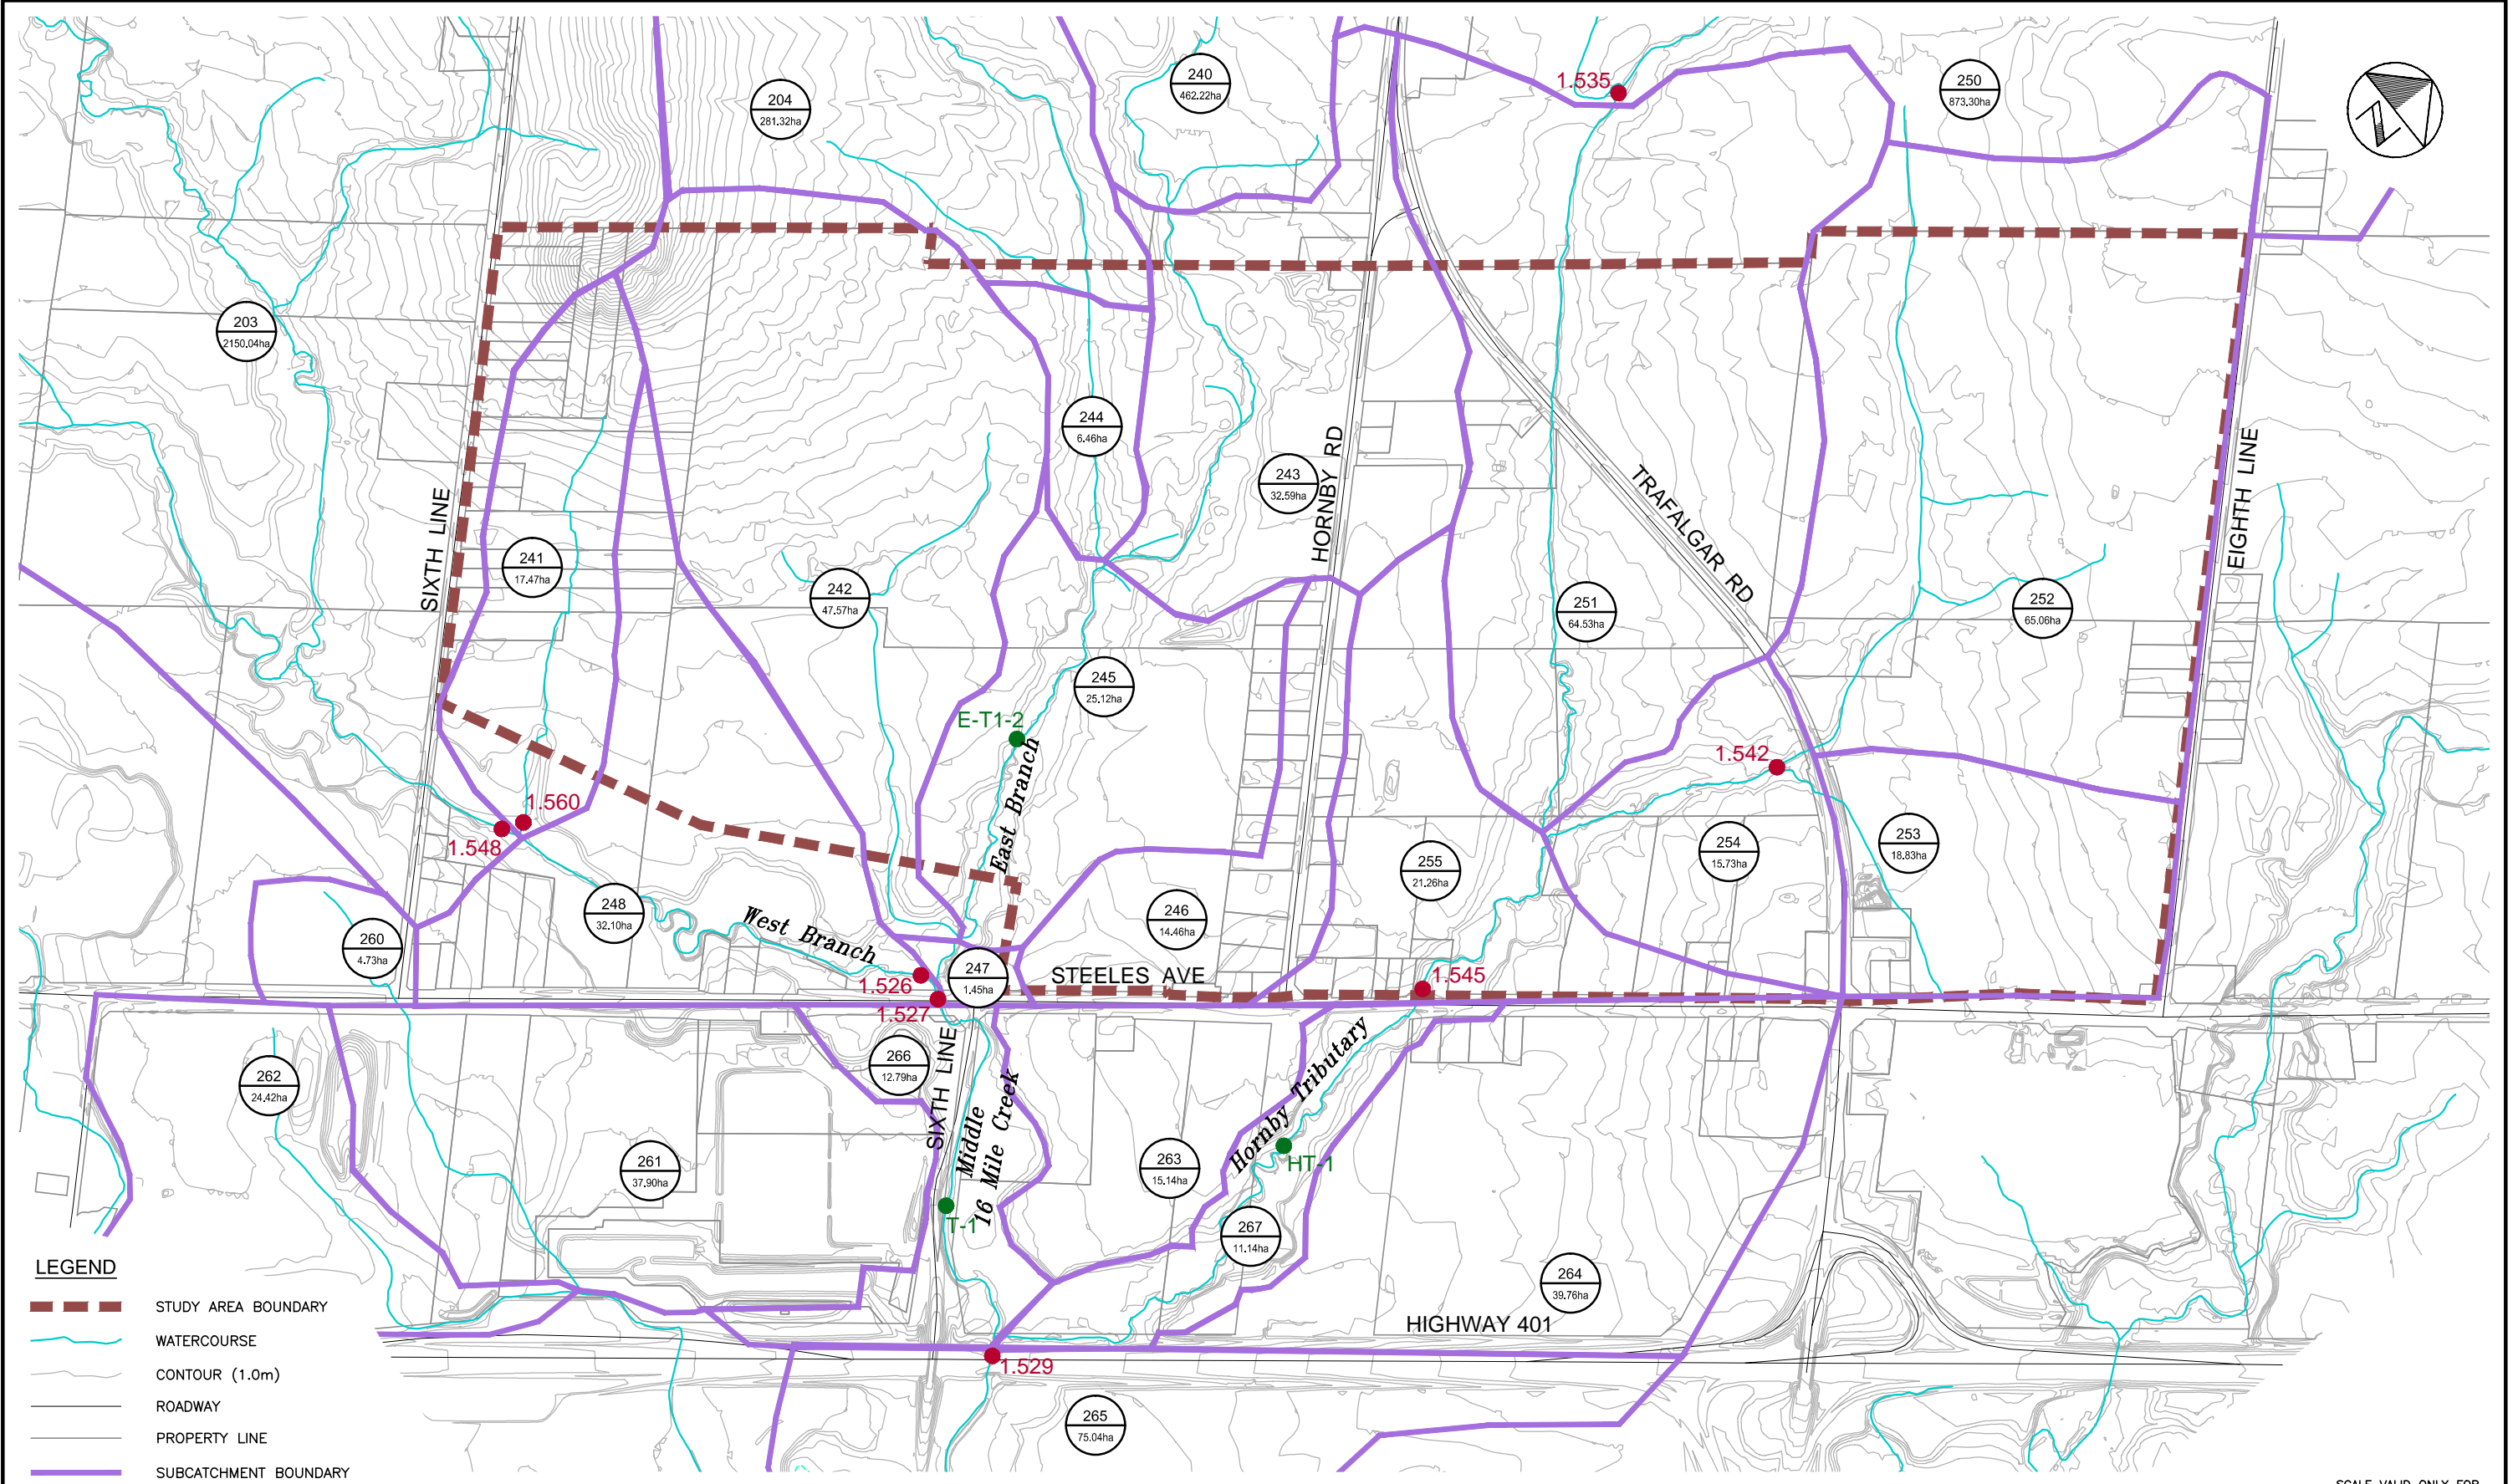 240
462.22ha
204
281.32ha
1.535
250
873.30ha
203
2150.04ha
244
6.46ha
243
32.59ha
HORNBY RD
TRAFALGAR RD
EIGHTH LINE
SIXTH LINE
241
17.47ha
242
47.57ha
251
64.53ha
252
65.06ha
245
25.12ha
E-T1-2
East Branch
1.542
1.560
1.548
254
15.73ha
253
18.83ha
255
21.26ha
248
32.10ha
West Branch
246
14.46ha
260
4.73ha
247
1.45ha
STEELES AVE
1.526
1.545
1.527
266
12.79ha
SIXTH LINE
Middle
16 Mile Creek
Hornby Tributary
262
24.42ha
261
37.90ha
263
15.14ha
HT-1
T-1
267
11.14ha
264
39.76ha
HIGHWAY 401
1.529
265
75.04ha
LEGEND
STUDY AREA BOUNDARY
WATERCOURSE
CONTOUR (1.0m)
ROADWAY
PROPERTY LINE
SUBCATCHMENT BOUNDARY
SCALE VALID ONLY FOR